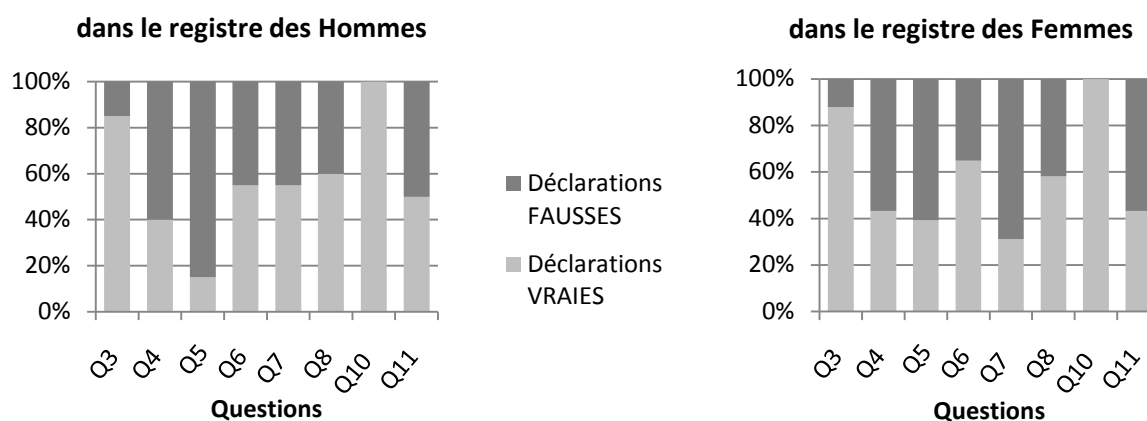 dans le registre des Hommes
100%
80%
60%
40%
20%
0%
Q3
Q4
Q5
Q6
Q7
Q8
Q10
Q11
Questions
Déclarations
FAUSSES
Déclarations
VRAIES
dans le registre des Femmes
100%
80%
60%
40%
20%
0%
Q3
Q4
Q5
Q6
Q7
Q8
Q10
Q11
Questions